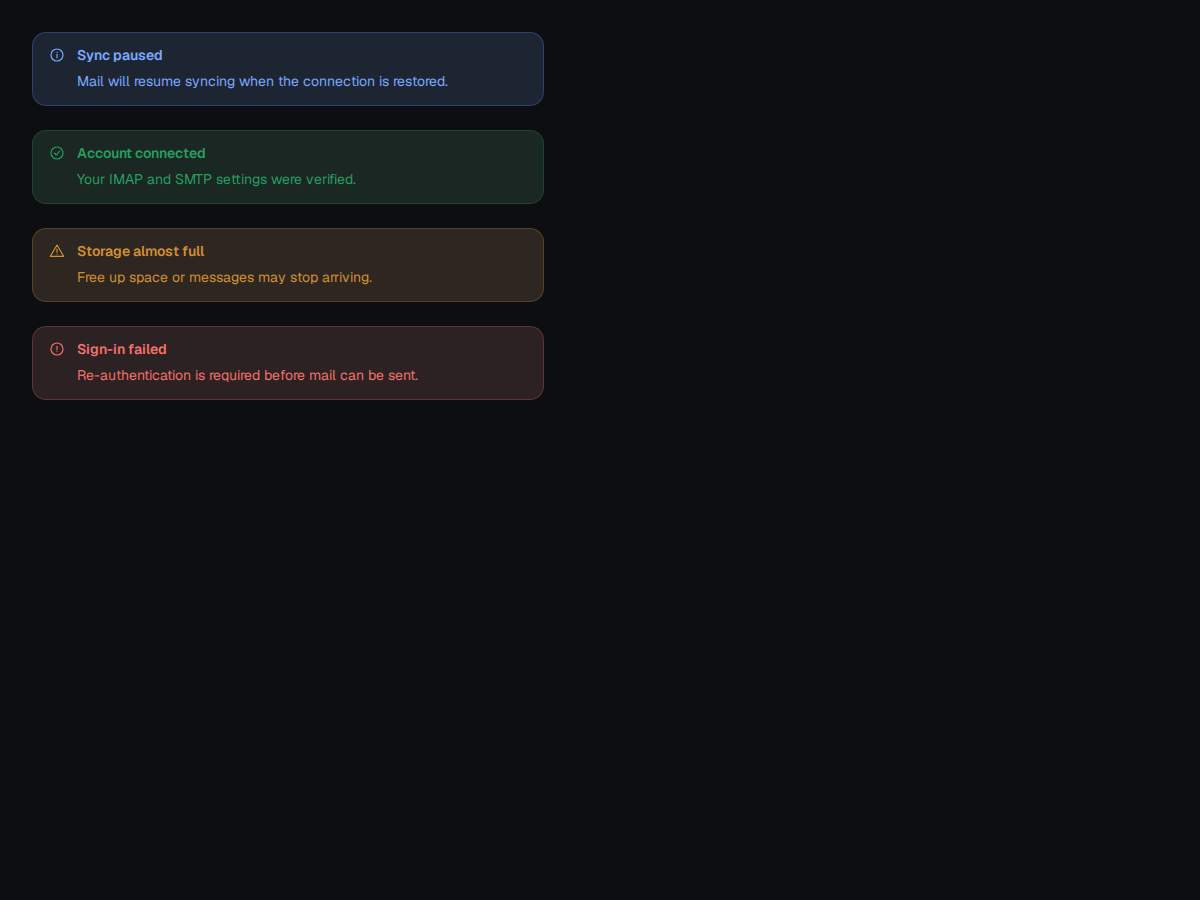 Sync paused
Mail will resume syncing when the connection is restored.
Account connected
Your IMAP and SMTP settings were verified.
Storage almost full
Free up space or messages may stop arriving.
Sign-in failed
Re-authentication is required before mail can be sent.